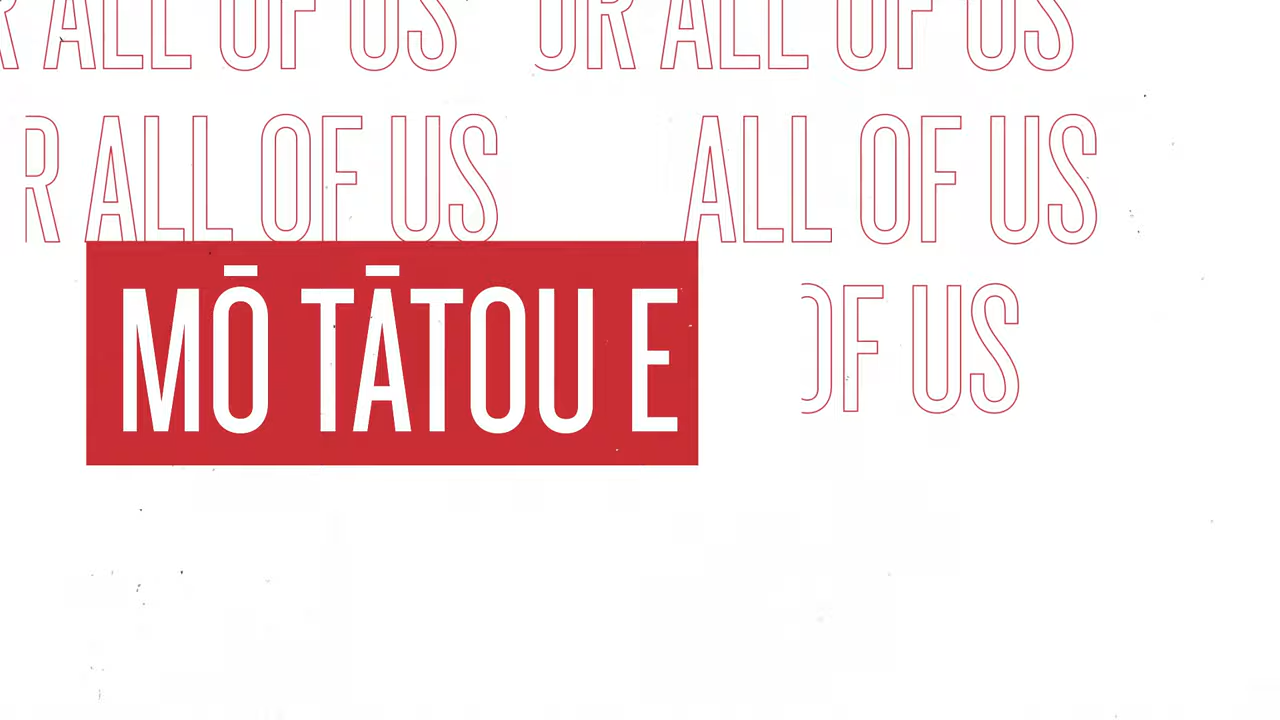 R ALL OF US OR ALL OF US
R ALL OF US ALL OF US
MŌ TĀTOU E
OF US